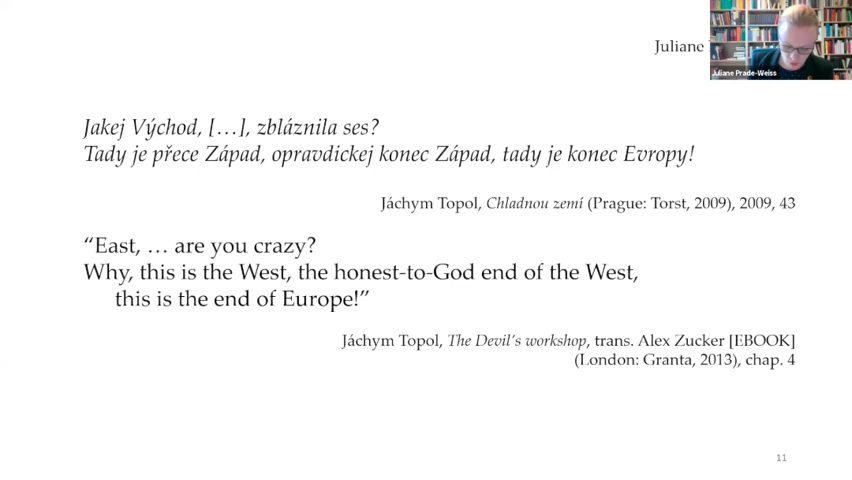 Juliane
Juliane Prade-Weiss
Jakej Východ, […], zbláznila ses?
Tady je přece Západ, opravdickej konec Západ, tady je konec Evropy!
Jáchym Topol, Chladnou zemí (Prague: Torst, 2009), 2009, 43
“East, … are you crazy?
Why, this is the West, the honest-to-God end of the West,
this is the end of Europe!”
Jáchym Topol, The Devil’s workshop, trans. Alex Zucker [EBOOK]
(London: Granta, 2013), chap. 4
11